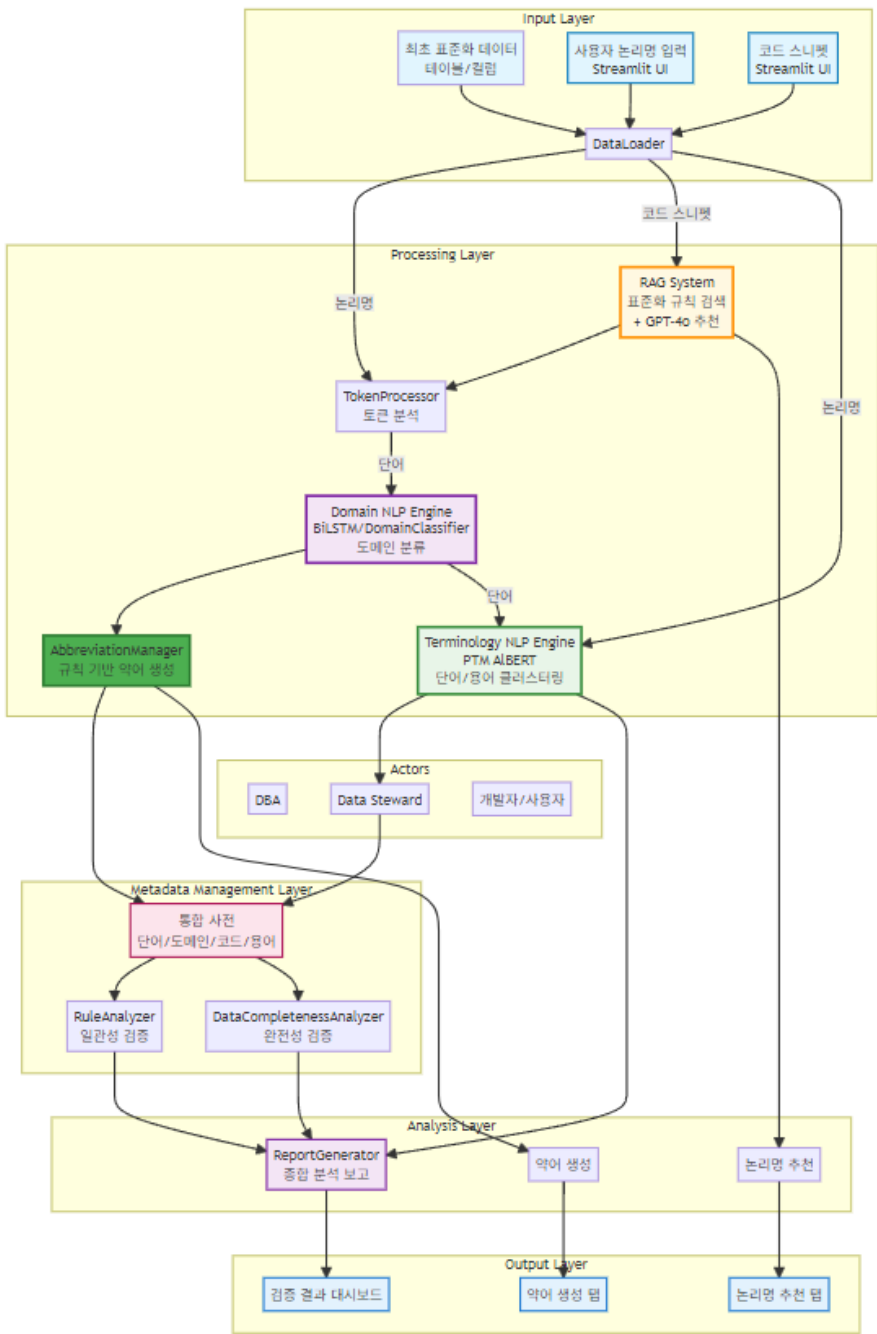 Input Layer
최초 표준화 데이터
테이블/컬럼
사용자 논리명 입력
Streamlit UI
코드 스니펫
Streamlit UI
DataLoader
코드 스니펫
Processing Layer
RAG System
표준화 규칙 검색
+ GPT-4o 추천
논리명
TokenProcessor
토큰 분석
논리명
단어
Domain NLP Engine
BiLSTM/DomainClassifier
도메인 분류
단어
AbbreviationManager
규칙 기반 약어 생성
Terminology NLP Engine
PTM AlBERT
단어/용어 클러스터링
Actors
DBA
Data Steward
개발자/사용자
Metadata Management Layer
통합 사전
단어/도메인/코드/용어
RuleAnalyzer
일관성 검증
DataCompletenessAnalyzer
완전성 검증
Analysis Layer
ReportGenerator
종합 분석 보고
약어 생성
논리명 추천
Output Layer
검증 결과 대시보드
약어 생성 탭
논리명 추천 탭